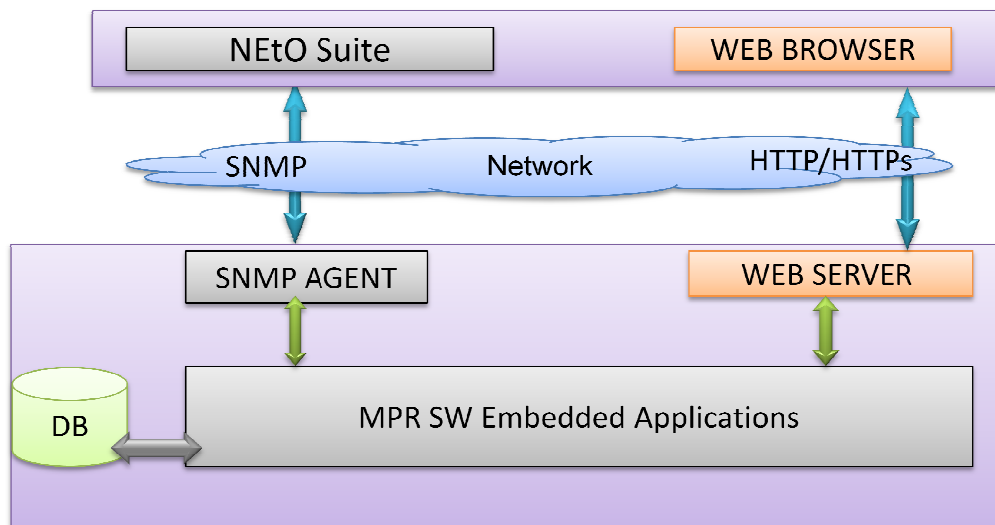 NEtO Suite
WEB BROWSER
SNMP
Network
HTTP/HTTPs
SNMP AGENT
WEB SERVER
DB
MPR SW Embedded Applications